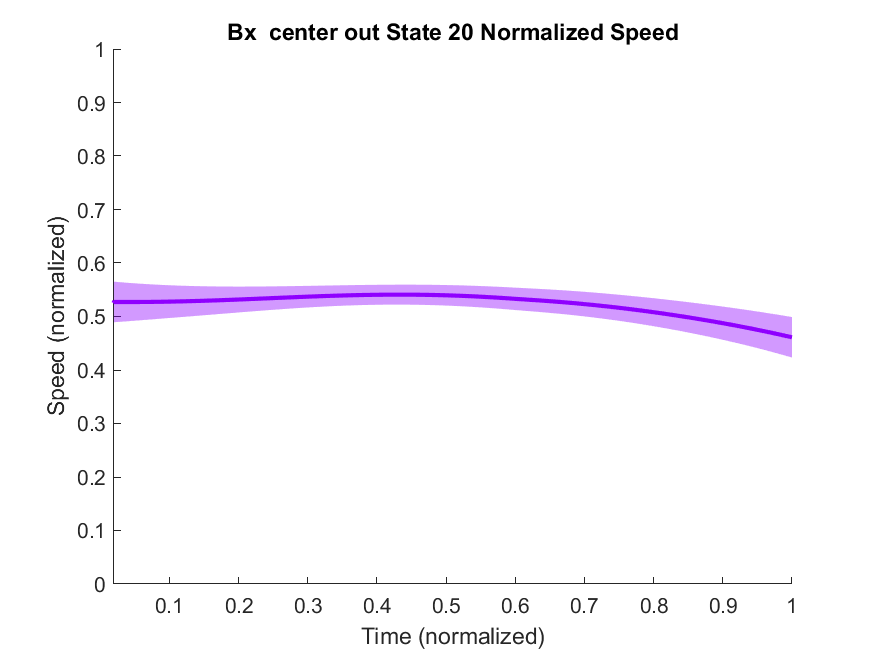 Bx  center out State 20 Normalized Speed
1
0.9
0.8
0.7
0.6
0.5
0.4
0.3
0.2
0.1
0
Speed (normalized)
0.1 0.2 0.3 0.4 0.5 0.6 0.7 0.8 0.9 1
Time (normalized)